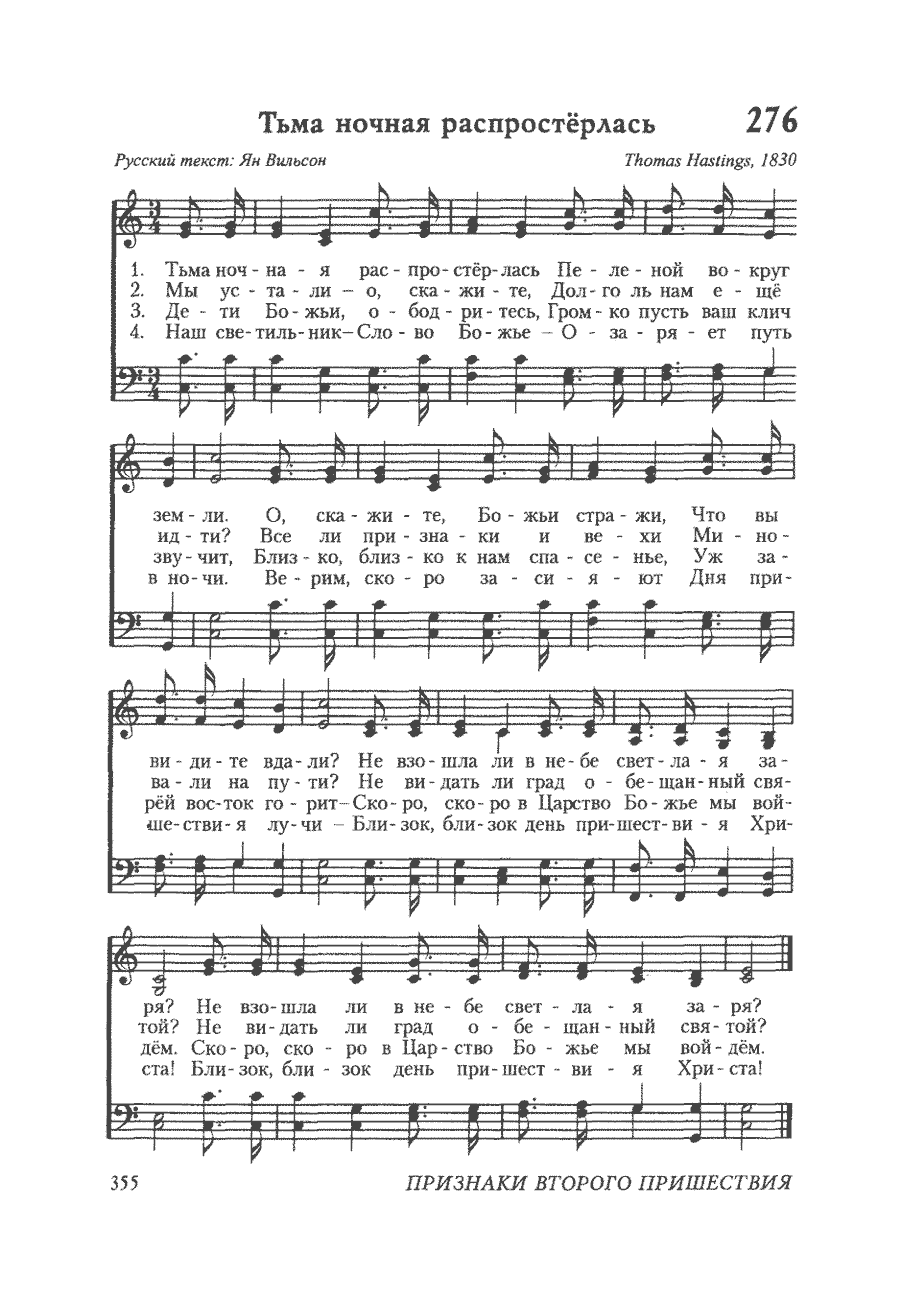 Тьма ночная распростёрлась 276
Русский текст: Ян Вильсон Thomas Hastings, 1830
1. Тьма ноч - на - я рас - про - стёр - лась Пе - ле - ной во - круг
2. Мы ус - та - ли – о, ска - жи - те, Дол - го ль нам е - щё
3. Де - ти Бо - жьи, о - бод - ри - тесь, Гром - ко пусть ваш клич
4. Наш све - тиль - ник – Сло - во Бо - жье – О - за - ря - ет путь
зем - ли. О, ска - жи - те, Бо - жьи стра - жи, Что вы
ид - ти? Все ли при - зна - ки и ве - хи Ми - но -
зву - чит, Близ - ко, близ - ко к нам спа - се - нье, Уж за -
в но - чи. Ве - рим, ско - ро за - си - я - ют Дня при -
ви - ди - те вда - ли? Не взо - шла ли в не - бе свет - ла - я за -
ва - ли на пу - ти? Не ви - дать ли град о - бе - щан - ный свя -
рёй вос - ток го - рит – Ско - ро, ско - ро в Царство Бо - жье мы вой -
ше - стви - я лу - чи – Бли - зок, бли - зок день при - шест - ви - я Хри -
ря? Не взо - шла ли в не - бе свет - ла - я за - ря?
той? Не ви - дать ли град о - бе - щан - ный свя - той?
дём. Ско - ро, ско - ро в Цар - ство Бо - жье мы вой - дём.
ста! Бли - зок, бли - зок день при - шест - ви - я Хри - ста!
355 ПРИЗНАКИ ВТОРОГО ПРИШЕСТВИЯ